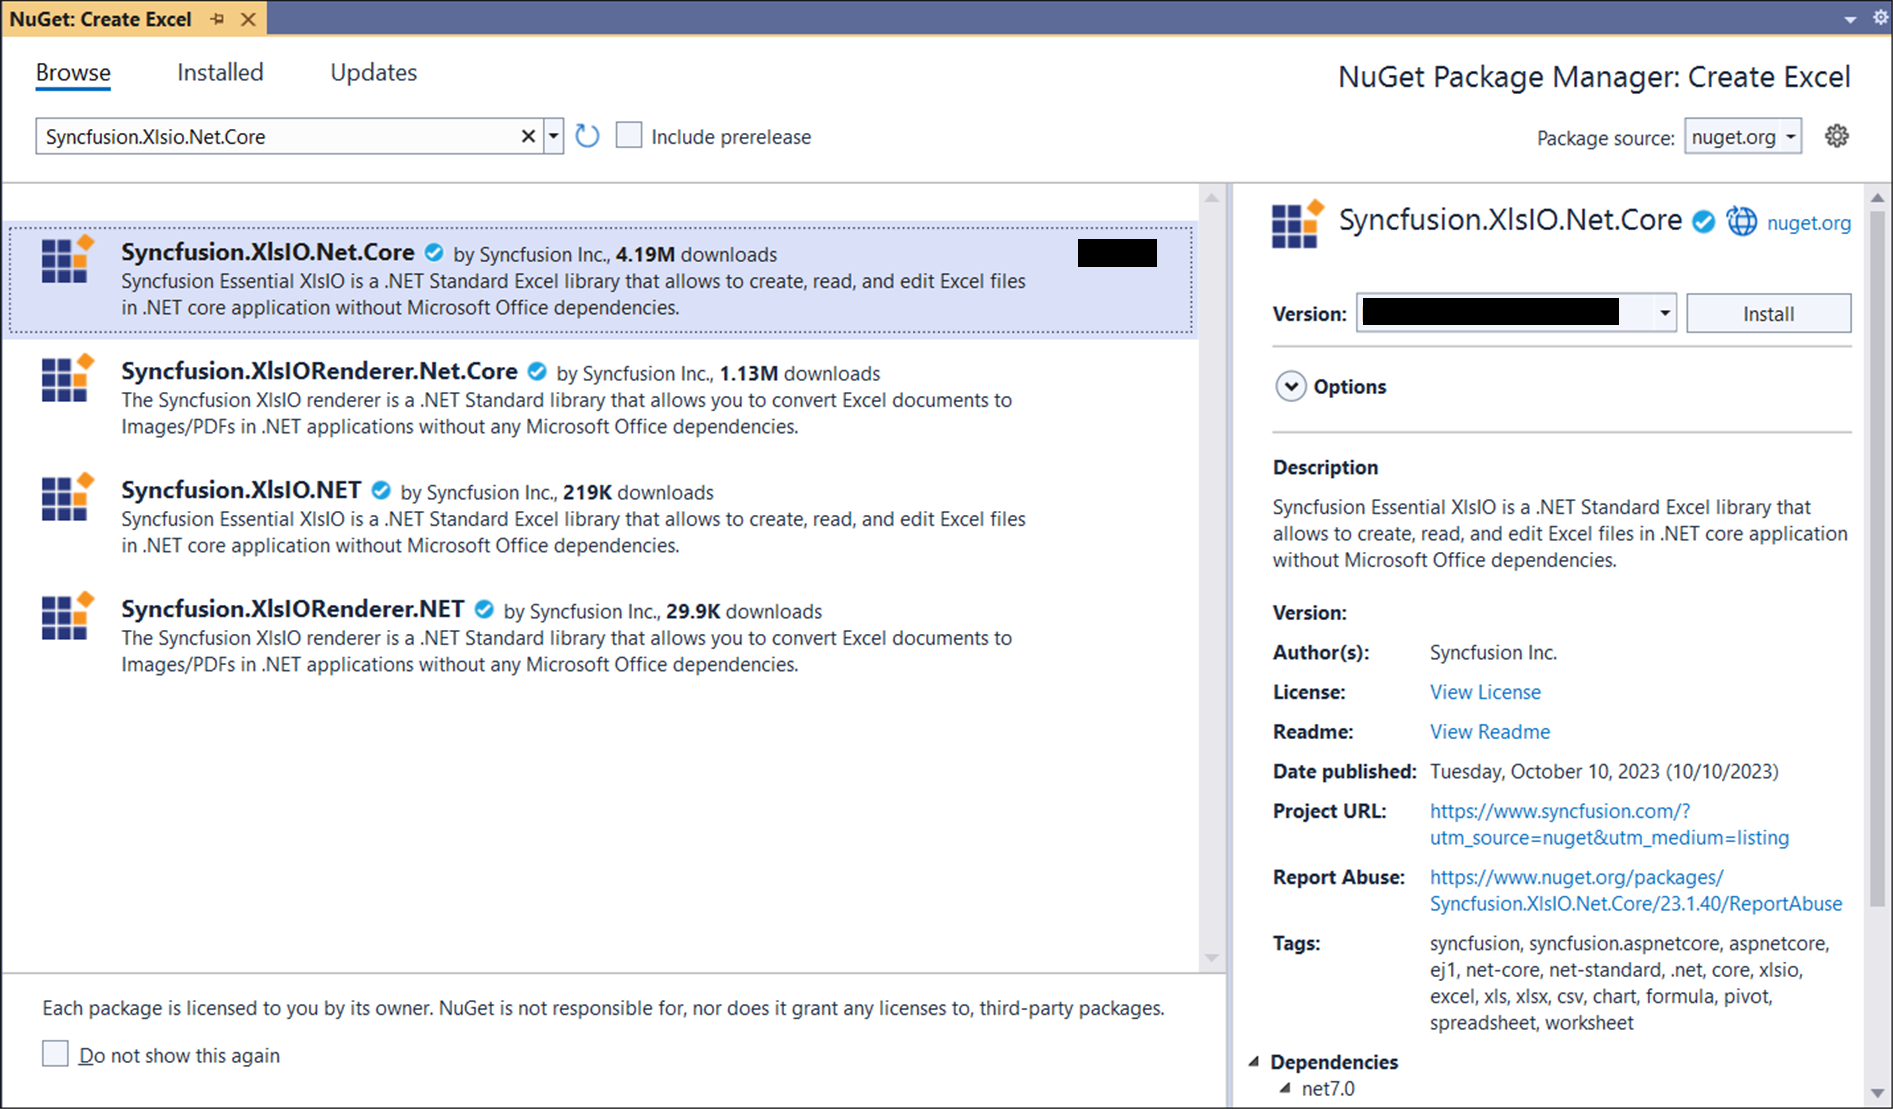 NuGet: Create Excel
Browse
Installed
Updates
NuGet Package Manager: Create Excel
Syncfusion.Xlsio.Net.Core
Include prerelease
Package source:
nuget.org
Syncfusion.XlsIO.Net.Core by Syncfusion Inc., 4.19M downloads
Syncfusion Essential XlsIO is a .NET Standard Excel library that allows to create, read, and edit Excel files
in .NET core application without Microsoft Office dependencies.
Syncfusion.XlsIORenderer.Net.Core by Syncfusion Inc., 1.13M downloads
The Syncfusion XlsIO renderer is a .NET Standard library that allows you to convert Excel documents to
Images/PDFs in .NET applications without any Microsoft Office dependencies.
Syncfusion.XlsIO.NET by Syncfusion Inc., 219K downloads
Syncfusion Essential XlsIO is a .NET Standard Excel library that allows to create, read, and edit Excel files
in .NET core application without Microsoft Office dependencies.
Syncfusion.XlsIORenderer.NET by Syncfusion Inc., 29.9K downloads
The Syncfusion XlsIO renderer is a .NET Standard library that allows you to convert Excel documents to
Images/PDFs in .NET applications without any Microsoft Office dependencies.
Each package is licensed to you by its owner. NuGet is not responsible for, nor does it grant any licenses to, third-party packages.
Do not show this again
Syncfusion.XlsIO.Net.Core
nuget.org
Version:
Install
Options
Description
Syncfusion Essential XlsIO is a .NET Standard Excel library that
allows to create, read, and edit Excel files in .NET core application
without Microsoft Office dependencies.
Version:
Author(s): Syncfusion Inc.
License: View License
Readme: View Readme
Date published: Tuesday, October 10, 2023 (10/10/2023)
Project URL: https://www.syncfusion.com/?
utm_source=nuget&utm_medium=listing
Report Abuse: https://www.nuget.org/packages/
Syncfusion.XlsIO.Net.Core/23.1.40/ReportAbuse
Tags: syncfusion, syncfusion.aspnetcore, aspnetcore,
ej1, net-core, net-standard, .net, core, xlsio,
excel, xls, xlsx, csv, chart, formula, pivot,
spreadsheet, worksheet
Dependencies
net7.0